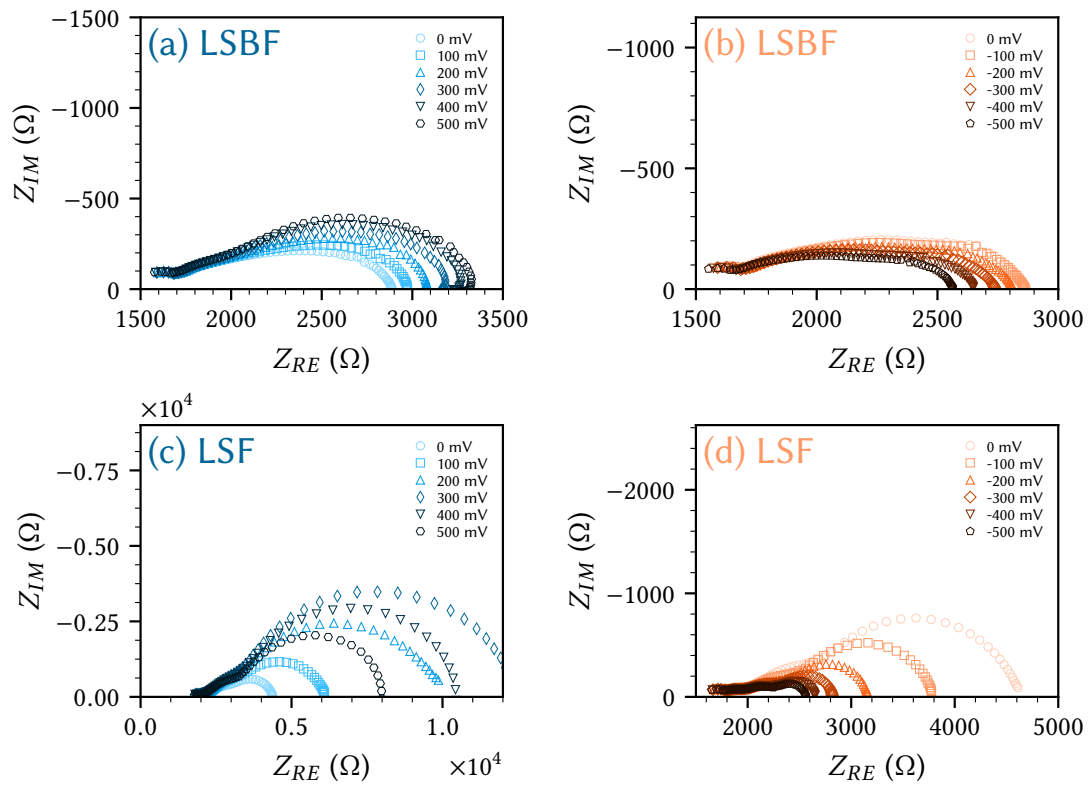 (a) LSBF
0 mV
100 mV
200 mV
300 mV
400 mV
500 mV
−1500
−1000
−500
0
Z_IM (Ω)
1500 2000 2500 3000 3500
Z_RE (Ω)
(b) LSBF
0 mV
-100 mV
-200 mV
-300 mV
-400 mV
-500 mV
−1000
−500
0
Z_IM (Ω)
1500 2000 2500 3000
Z_RE (Ω)
×10⁴
(c) LSF
0 mV
100 mV
200 mV
300 mV
400 mV
500 mV
−0.75
−0.50
−0.25
0.00
Z_IM (Ω)
0.0 0.5 1.0
Z_RE (Ω)
×10⁴
(d) LSF
0 mV
-100 mV
-200 mV
-300 mV
-400 mV
-500 mV
−2000
−1000
0
Z_IM (Ω)
2000 3000 4000 5000
Z_RE (Ω)